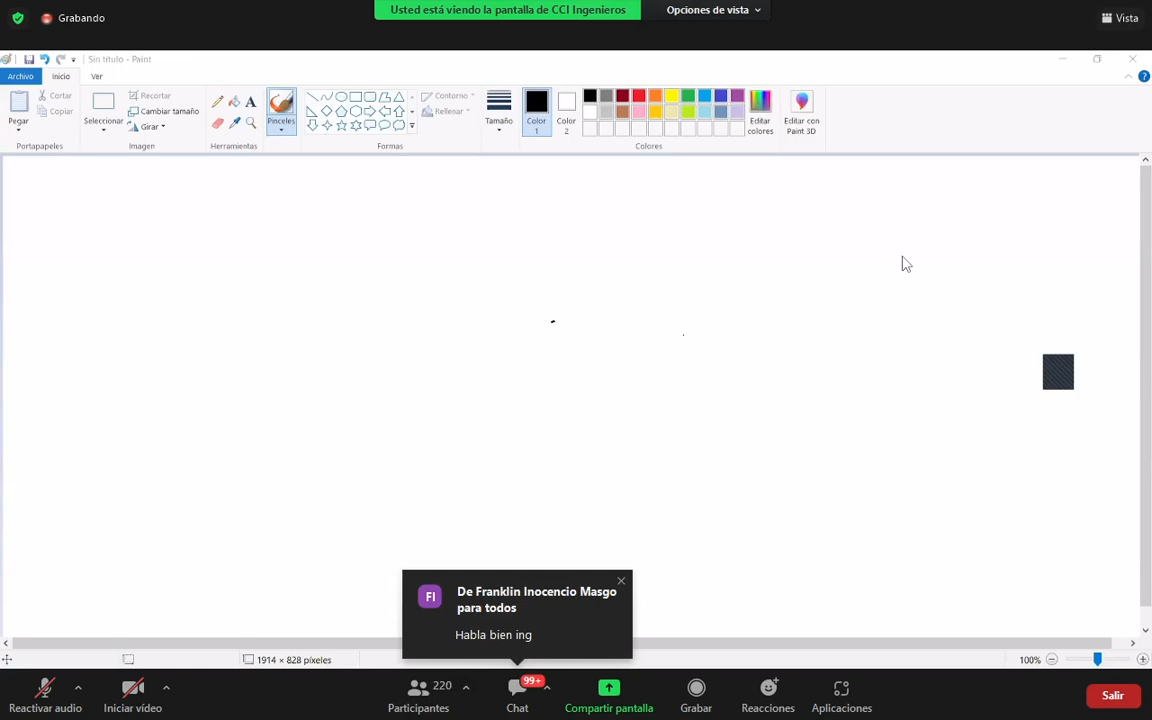 Grabando
Usted está viendo la pantalla de CCI Ingenieros
Opciones de vista
Vista
Sin título - Paint
Archivo
Inicio
Ver
Pegar
Cortar
Copiar
Portapapeles
Seleccionar
Recortar
Cambiar tamaño
Girar
Imagen
A
Herramientas
Pinceles
Contorno
Rellenar
Formas
Tamaño
Color
1
Color
2
Editar
colores
Colores
Editar con
Paint 3D
De Franklin Inocencio Masgo
para todos
FI
Habla bien ing
1914 × 828 píxeles
100%
Reactivar audio
Iniciar vídeo
220
Participantes
99+
Chat
Compartir pantalla
Grabar
Reacciones
Aplicaciones
Salir